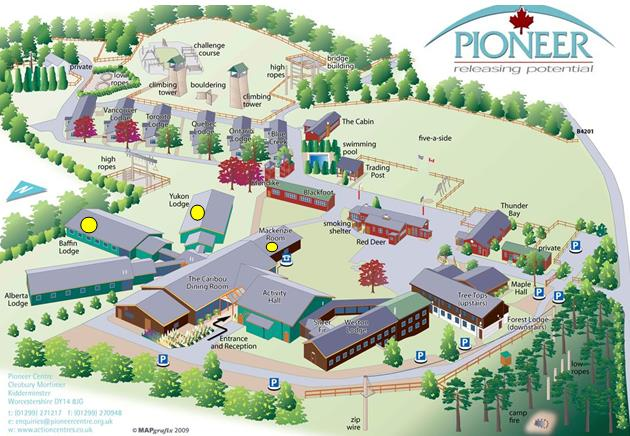 PIONEER
releasing potential
challenge
course
private
low
ropes
climbing
tower
bouldering
climbing
tower
high
ropes
bridge
building
Vancouver
Lodge
Toronto
Lodge
Quebec
Lodge
Ontario
Lodge
Blue
Creek
The Cabin
five-a-side
B4201
swimming
pool
Trading
Post
high
ropes
Klondike
Blackfoot
Yukon
Lodge
Mackenzie
Room
smoking
shelter
Red Deer
Thunder
Bay
private
P
Baffin
Lodge
Alberta
Lodge
The Caribou
Dining Room
Activity
Hall
Silver
Fir
Weston
Lodge
Tree Tops
(upstairs)
Maple
Hall
P
P
Forest Lodge
(downstairs)
Entrance
and Reception
P
P
P
P
low
ropes
zip
wire
camp
fire
Pioneer Centre
Cleobury Mortimer
Kidderminster
Worcestershire DY14 8JG
t: (01299) 271217 f: (01299) 270948
e: enquiries@pioneercentre.org.uk
w: www.actioncentres.co.uk
© MAPgrafix 2009